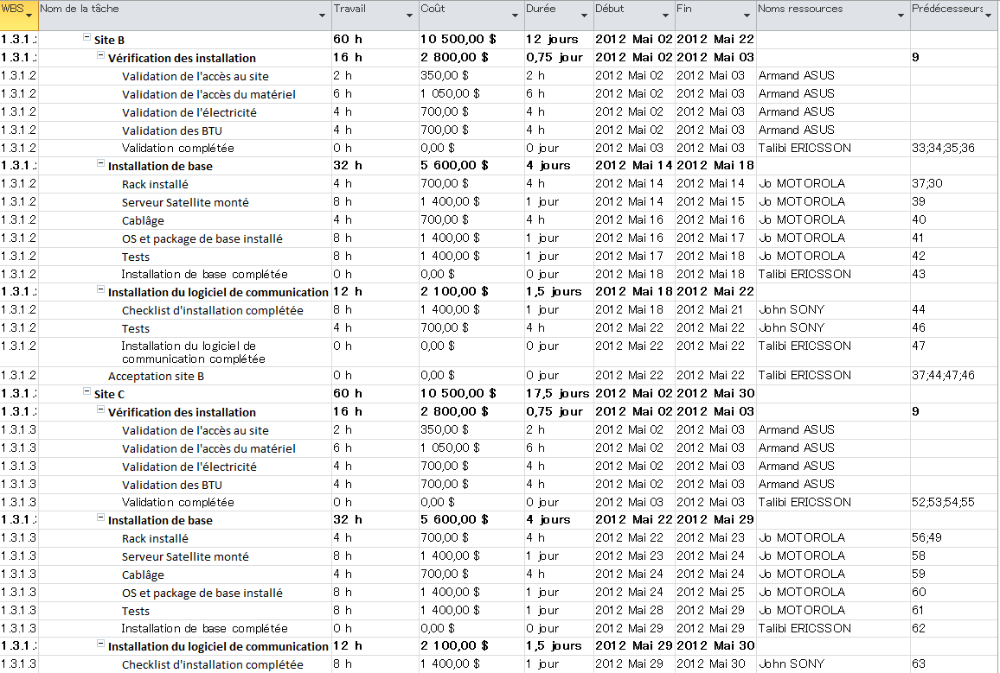 WBS Nom de la tâche Travail Coût Durée Début Fin Noms ressources Prédécesseurs
1.3.1.2 Site B 60 h 10 500,00 $ 12 jours 2012 Mai 02 2012 Mai 22
1.3.1.2 Vérification des installation 16 h 2 800,00 $ 0,75 jour 2012 Mai 02 2012 Mai 03 9
1.3.1.2 Validation de l'accès au site 2 h 350,00 $ 2 h 2012 Mai 02 2012 Mai 03 Armand ASUS
1.3.1.2 Validation de l'accès du matériel 6 h 1 050,00 $ 6 h 2012 Mai 02 2012 Mai 03 Armand ASUS
1.3.1.2 Validation de l'électricité 4 h 700,00 $ 4 h 2012 Mai 02 2012 Mai 03 Armand ASUS
1.3.1.2 Validation des BTU 4 h 700,00 $ 4 h 2012 Mai 02 2012 Mai 03 Armand ASUS
1.3.1.2 Validation complétée 0 h 0,00 $ 0 jour 2012 Mai 03 2012 Mai 03 Talibi ERICSSON 33;34;35;36
1.3.1.2 Installation de base 32 h 5 600,00 $ 4 jours 2012 Mai 14 2012 Mai 18
1.3.1.2 Rack installé 4 h 700,00 $ 4 h 2012 Mai 14 2012 Mai 14 Jo MOTOROLA 37;30
1.3.1.2 Serveur Satellite monté 8 h 1 400,00 $ 1 jour 2012 Mai 14 2012 Mai 15 Jo MOTOROLA 39
1.3.1.2 Cablâge 4 h 700,00 $ 4 h 2012 Mai 16 2012 Mai 16 Jo MOTOROLA 40
1.3.1.2 OS et package de base installé 8 h 1 400,00 $ 1 jour 2012 Mai 16 2012 Mai 17 Jo MOTOROLA 41
1.3.1.2 Tests 8 h 1 400,00 $ 1 jour 2012 Mai 17 2012 Mai 18 Jo MOTOROLA 42
1.3.1.2 Installation de base complétée 0 h 0,00 $ 0 jour 2012 Mai 18 2012 Mai 18 Talibi ERICSSON 43
1.3.1.2 Installation du logiciel de communication 12 h 2 100,00 $ 1,5 jours 2012 Mai 18 2012 Mai 22
1.3.1.2 Checklist d'installation complétée 8 h 1 400,00 $ 1 jour 2012 Mai 18 2012 Mai 21 John SONY 44
1.3.1.2 Tests 4 h 700,00 $ 4 h 2012 Mai 22 2012 Mai 22 John SONY 46
1.3.1.2 Installation du logiciel de 0 h 0,00 $ 0 jour 2012 Mai 22 2012 Mai 22 Talibi ERICSSON 47
communication complétée
1.3.1.2 Acceptation site B 0 h 0,00 $ 0 jour 2012 Mai 22 2012 Mai 22 Talibi ERICSSON 37;44;47;46
1.3.1.3 Site C 60 h 10 500,00 $ 17,5 jours 2012 Mai 02 2012 Mai 30
1.3.1.3 Vérification des installation 16 h 2 800,00 $ 0,75 jour 2012 Mai 02 2012 Mai 03 9
1.3.1.3 Validation de l'accès au site 2 h 350,00 $ 2 h 2012 Mai 02 2012 Mai 03 Armand ASUS
1.3.1.3 Validation de l'accès du matériel 6 h 1 050,00 $ 6 h 2012 Mai 02 2012 Mai 03 Armand ASUS
1.3.1.3 Validation de l'électricité 4 h 700,00 $ 4 h 2012 Mai 02 2012 Mai 03 Armand ASUS
1.3.1.3 Validation des BTU 4 h 700,00 $ 4 h 2012 Mai 02 2012 Mai 03 Armand ASUS
1.3.1.3 Validation complétée 0 h 0,00 $ 0 jour 2012 Mai 03 2012 Mai 03 Talibi ERICSSON 52;53;54;55
1.3.1.3 Installation de base 32 h 5 600,00 $ 4 jours 2012 Mai 22 2012 Mai 29
1.3.1.3 Rack installé 4 h 700,00 $ 4 h 2012 Mai 22 2012 Mai 23 Jo MOTOROLA 56;49
1.3.1.3 Serveur Satellite monté 8 h 1 400,00 $ 1 jour 2012 Mai 23 2012 Mai 24 Jo MOTOROLA 58
1.3.1.3 Cablâge 4 h 700,00 $ 4 h 2012 Mai 24 2012 Mai 24 Jo MOTOROLA 59
1.3.1.3 OS et package de base installé 8 h 1 400,00 $ 1 jour 2012 Mai 24 2012 Mai 25 Jo MOTOROLA 60
1.3.1.3 Tests 8 h 1 400,00 $ 1 jour 2012 Mai 28 2012 Mai 29 Jo MOTOROLA 61
1.3.1.3 Installation de base complétée 0 h 0,00 $ 0 jour 2012 Mai 29 2012 Mai 29 Talibi ERICSSON 62
1.3.1.3 Installation du logiciel de communication 12 h 2 100,00 $ 1,5 jours 2012 Mai 29 2012 Mai 30
1.3.1.3 Checklist d'installation complétée 8 h 1 400,00 $ 1 jour 2012 Mai 29 2012 Mai 30 John SONY 63